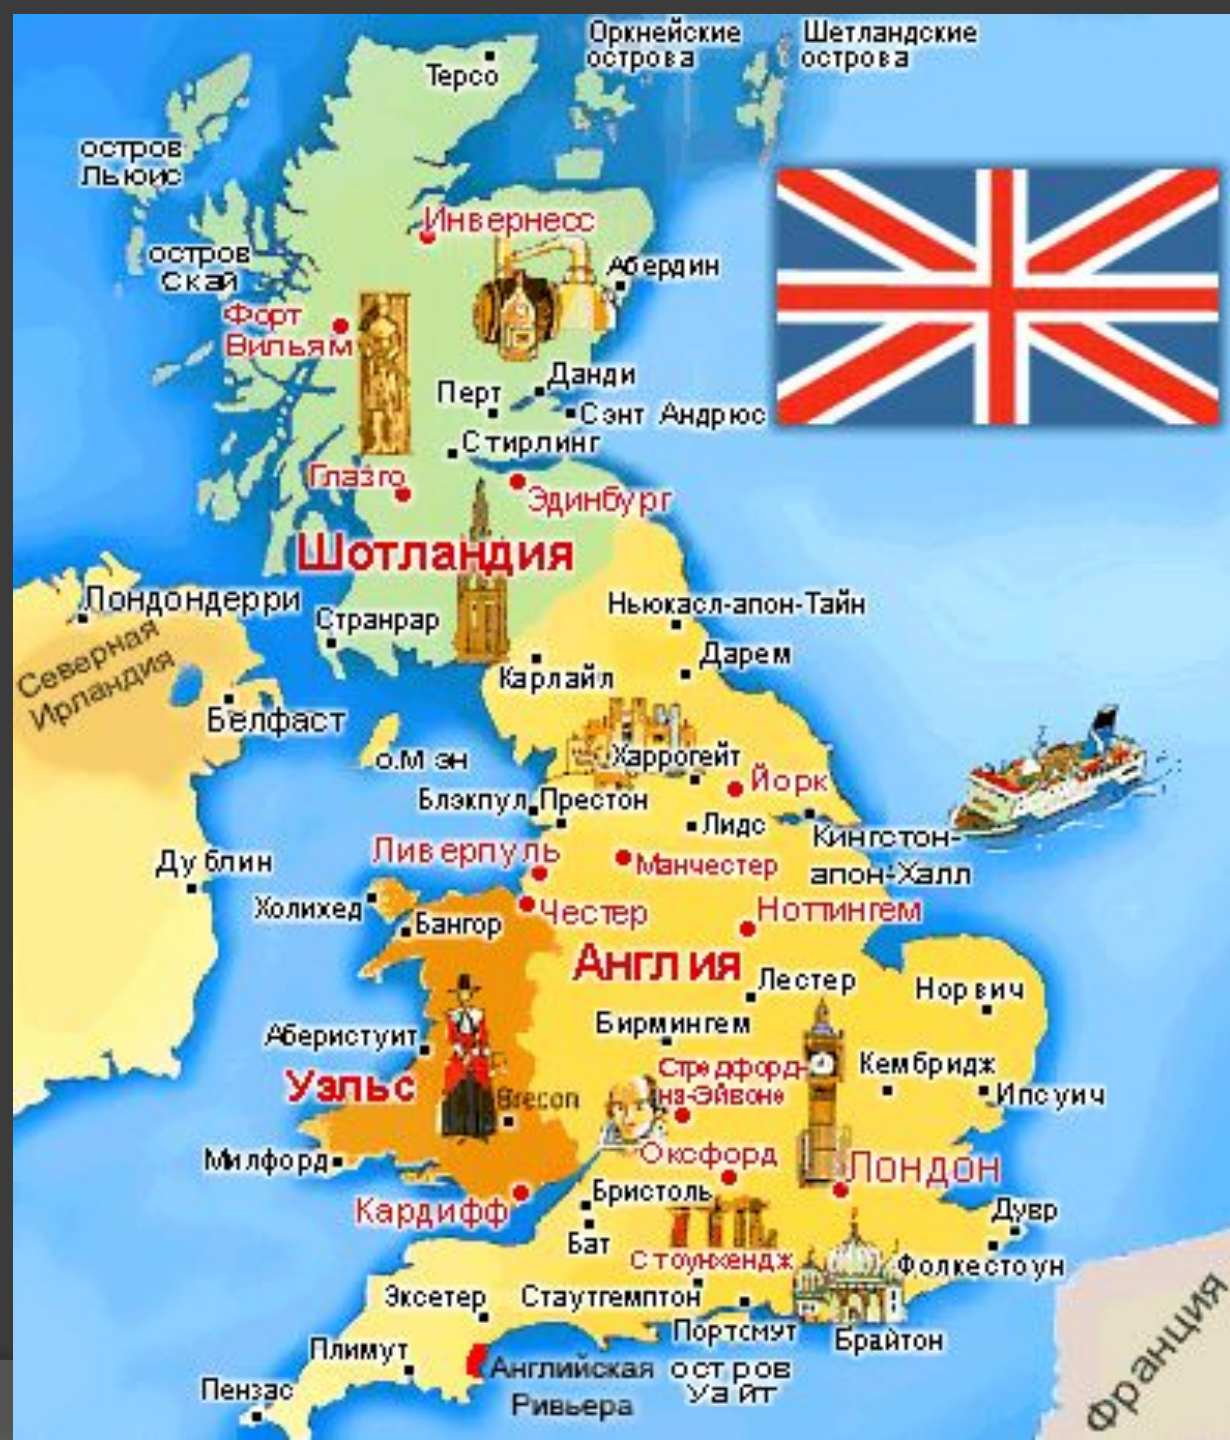 Оркнейские
острова
Шетландские
острова
Терсо
остров
Льюис
Инвернесс
остров
Скай
Абердин
Форт
Вильям
Данди
Перт
Сэнт Андрюс
Стирлинг
Глазго
Эдинбург
Шотландия
Лондондерри
Ньюкасл-апон-Тайн
Странрар
Северная
Ирландия
Дарем
Карлайл
Белфаст
о.Мэн
Харрогейт
Йорк
Блэкпул
Престон
Лидс
Кингстон-
апон-Халл
Ливерпуль
Манчестер
Дублин
Холихед
Честер
Ноттингем
Бангор
Англия
Лестер
Норвич
Бирмингем
Аберистуит
Кембридж
Стредфорд-
на-Эйвоне
Уэльс
Brecon
Ипсуич
Милфорд
Оксфорд
Лондон
Бристоль
Кардифф
Дувр
Бат
Стоунхендж
Фолкестоун
Эксетер
Стаутгемптон
Портсмут
Брайтон
Плимут
Английская
Ривьера
остров
Уайт
Пензас
Франция